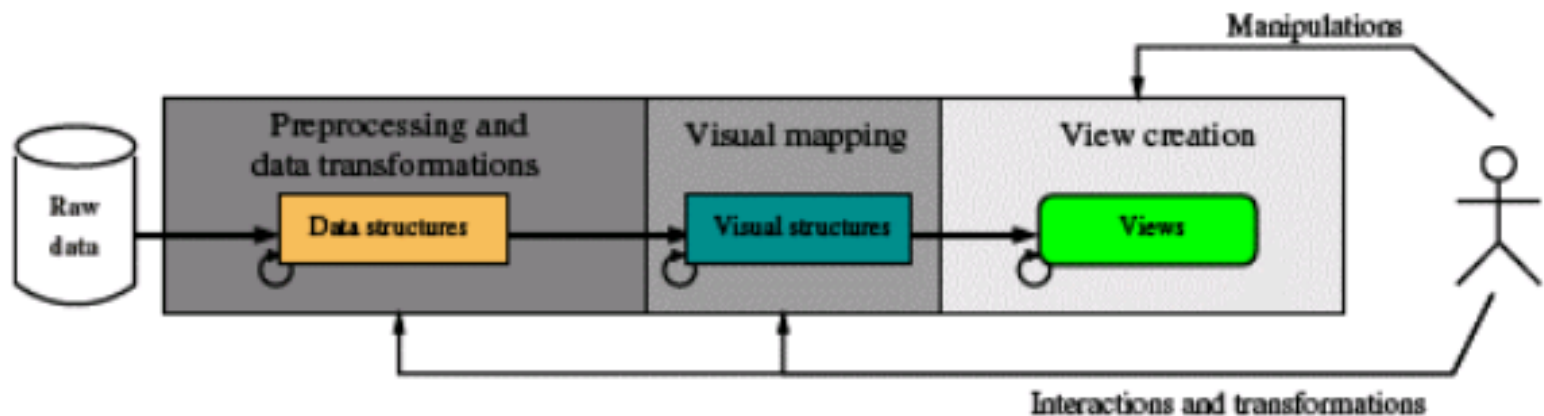 Manipulations
Preprocessing and
data transformations
Visual mapping
View creation
Raw
data
Data structures
Visual structures
Views
Interactions and transformations